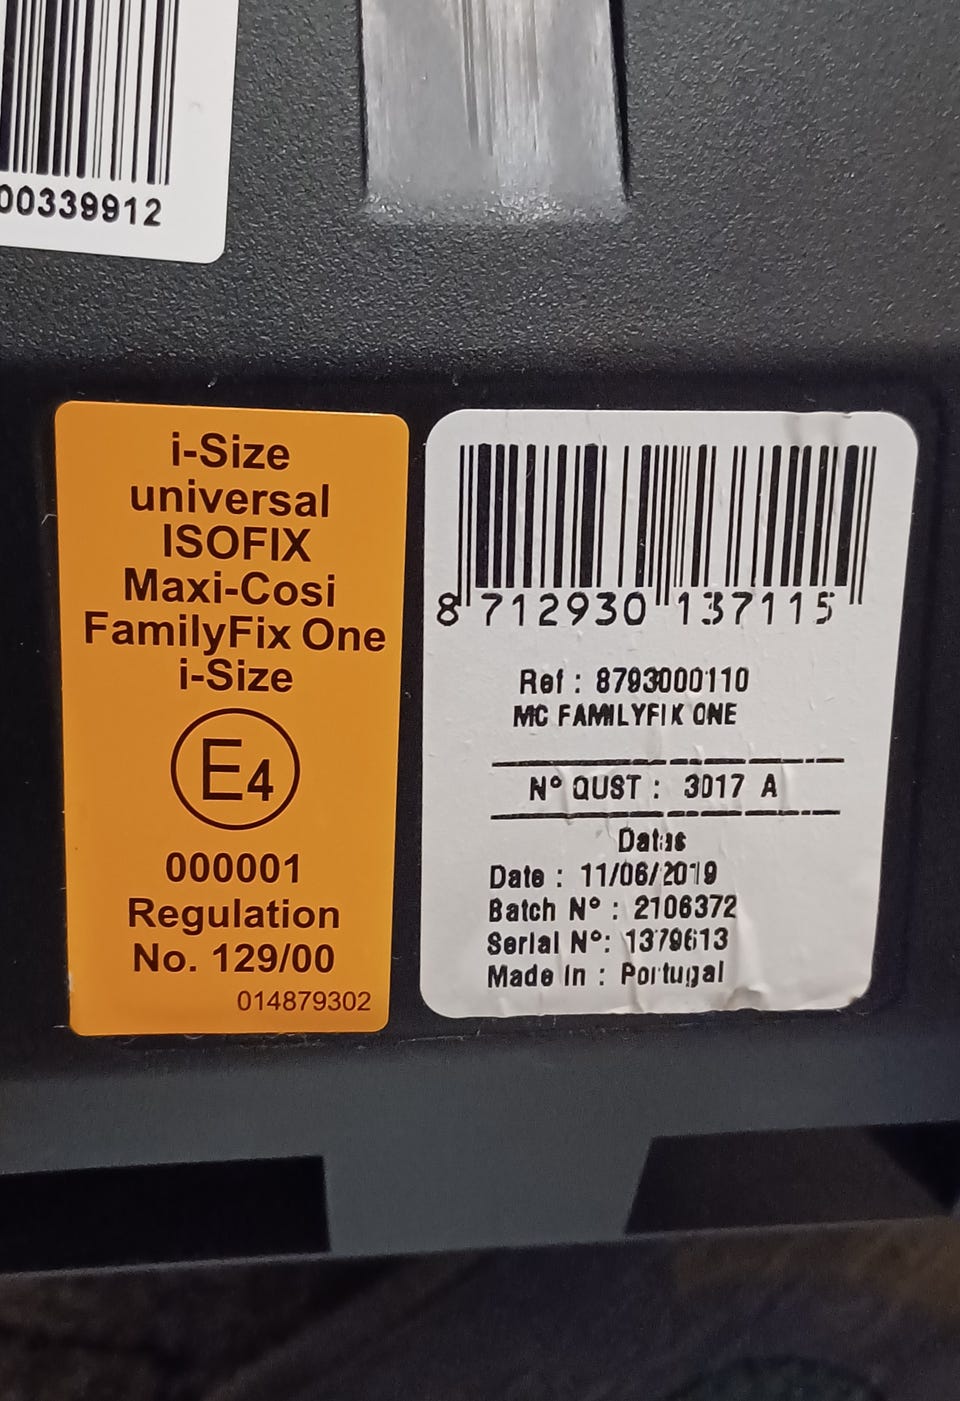 00339912
i-Size
universal
ISOFIX
Maxi-Cosi
FamilyFix One
i-Size
E4
000001
Regulation
No. 129/00
014879302
8 712930 137115
Ref : 8793000110
MC FAMILYFIX ONE
N° QUST : 3017 A
Datas
Date : 11/06/2019
Batch N° : 2106372
Serial N°: 1379613
Made In : Portugal